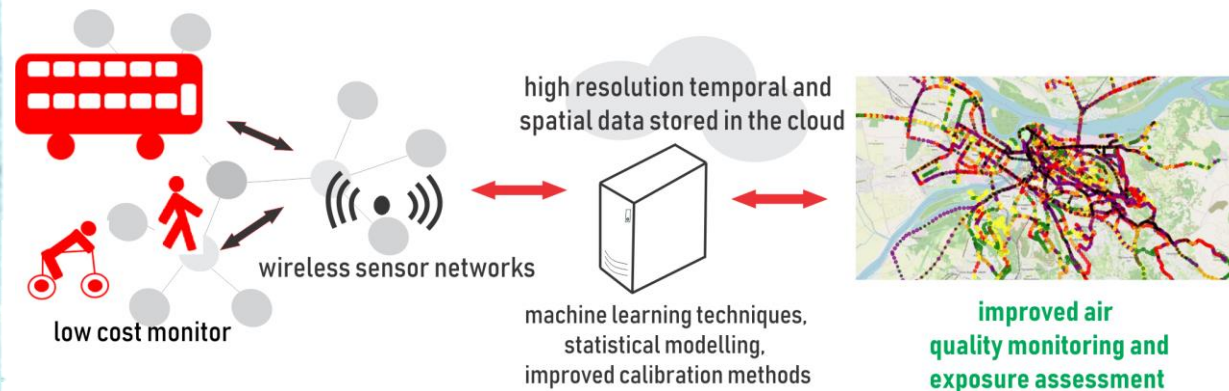 low cost monitor
wireless sensor networks
high resolution temporal and
spatial data stored in the cloud
machine learning techniques,
statistical modelling,
improved calibration methods
improved air
quality monitoring and
exposure assessment